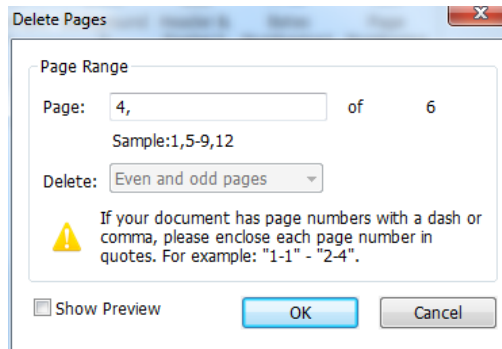 Delete Pages
Page Range
Page: 4, of 6
Sample:1,5-9,12
Delete: Even and odd pages
If your document has page numbers with a dash or
comma, please enclose each page number in
quotes. For example: "1-1" - "2-4".
Show Preview OK Cancel